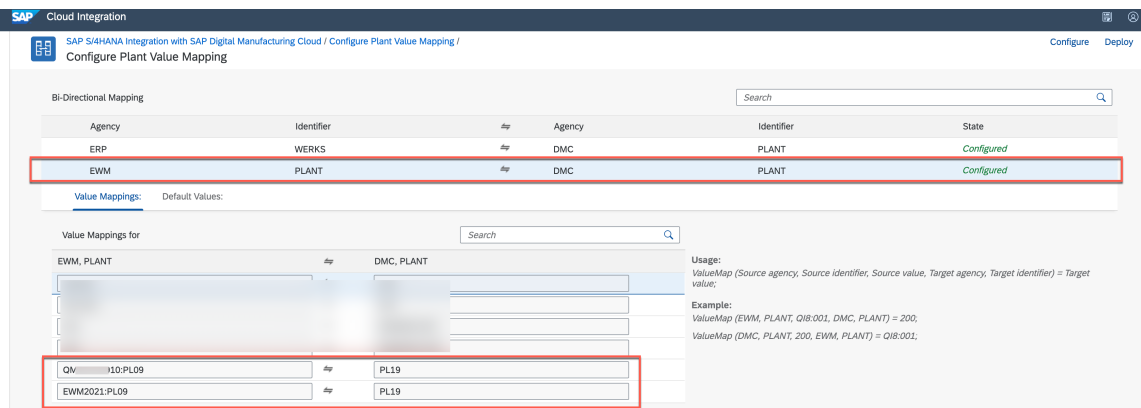 SAP Cloud Integration
SAP S/4HANA Integration with SAP Digital Manufacturing Cloud / Configure Plant Value Mapping /
Configure Deploy
Configure Plant Value Mapping
Bi-Directional Mapping
Search
Agency Identifier ⇋ Agency Identifier State
ERP WERKS ⇋ DMC PLANT Configured
EWM PLANT ⇋ DMC PLANT Configured
Value Mappings: Default Values:
Value Mappings for
Search
EWM, PLANT ⇋ DMC, PLANT
QM 10:PL09 ⇋ PL19
EWM2021:PL09 ⇋ PL19
Usage:
ValueMap (Source agency, Source identifier, Source value, Target agency, Target identifier) = Target
value;
Example:
ValueMap (EWM, PLANT, QI8:001, DMC, PLANT) = 200;
ValueMap (DMC, PLANT, 200, EWM, PLANT) = QI8:001;